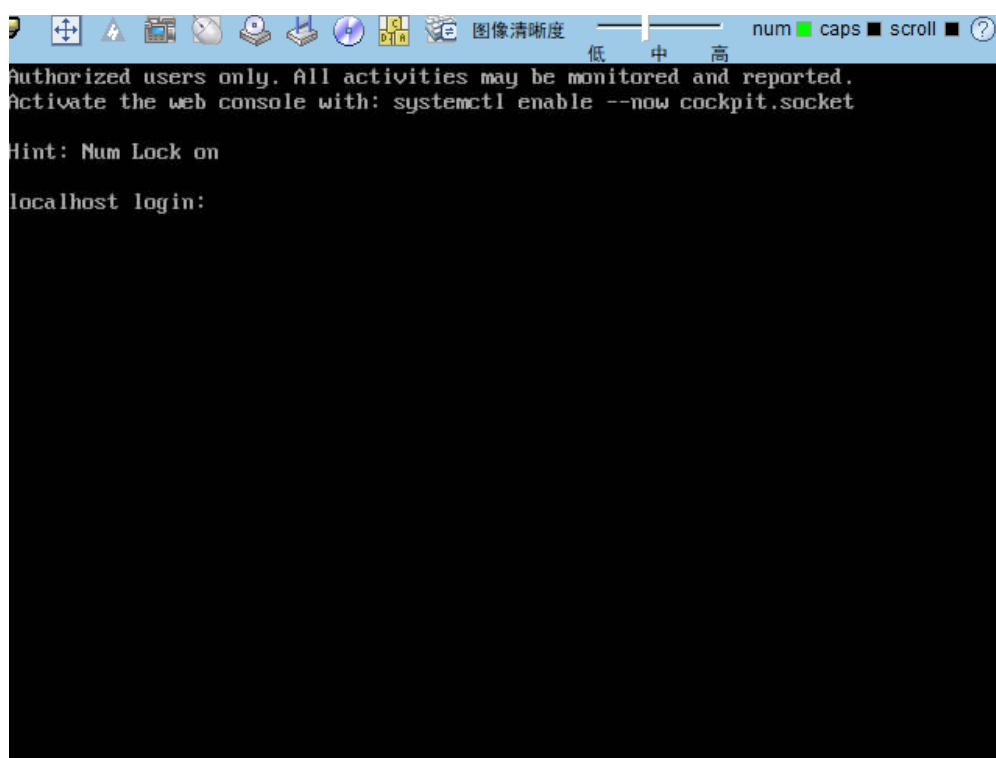 图像清晰度
低 中 高
num caps scroll ?
Authorized users only. All activities may be monitored and reported.
Activate the web console with: systemctl enable --now cockpit.socket
Hint: Num Lock on
localhost login: